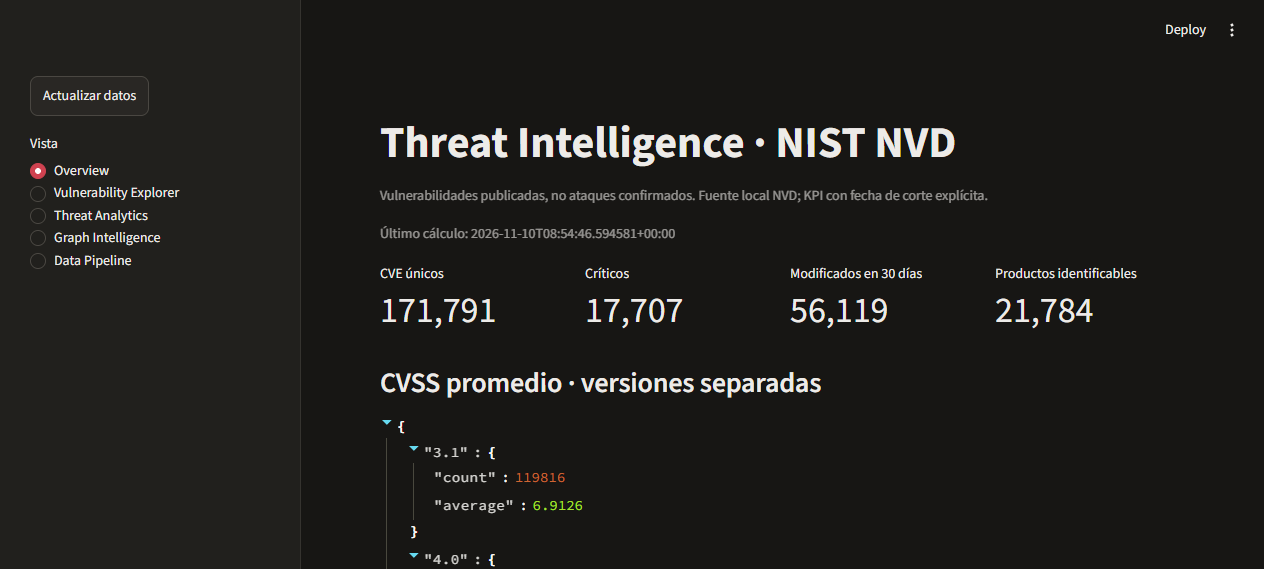 Deploy
Actualizar datos
Vista
Overview
Vulnerability Explorer
Threat Analytics
Graph Intelligence
Data Pipeline
Threat Intelligence · NIST NVD
Vulnerabilidades publicadas, no ataques confirmados. Fuente local NVD; KPI con fecha de corte explícita.
Último cálculo: 2026-11-10T08:54:46.594581+00:00
CVE únicos
171,791
Críticos
17,707
Modificados en 30 días
56,119
Productos identificables
21,784
CVSS promedio · versiones separadas
{
"3.1" : {
"count" : 119816
"average" : 6.9126
}
"4.0" : {